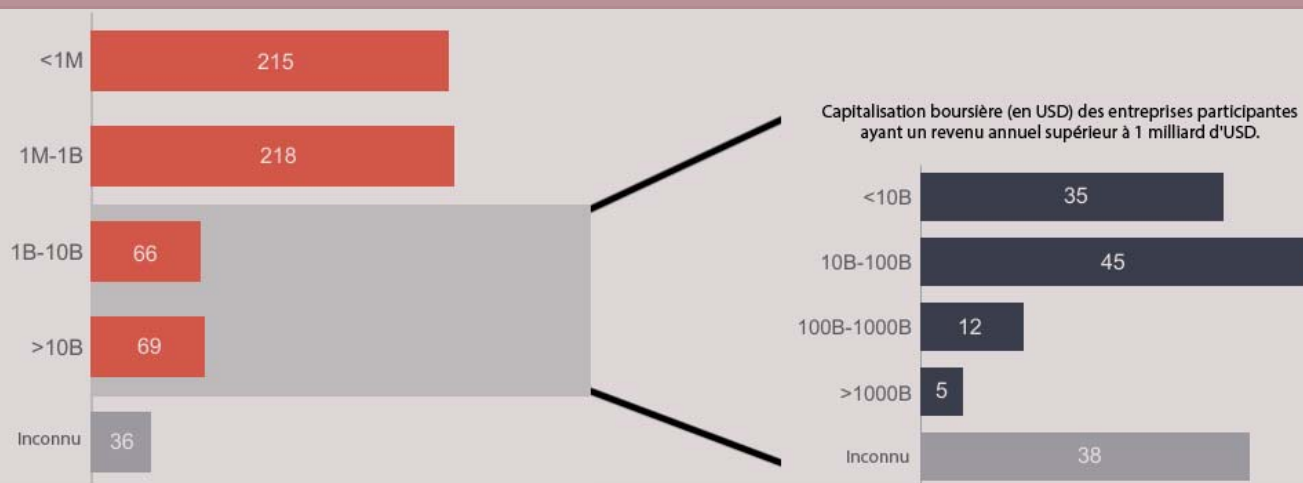 <1M
215
1M-1B
218
1B-10B
66
>10B
69
Inconnu
36
Capitalisation boursière (en USD) des entreprises participantes
ayant un revenu annuel supérieur à 1 milliard d'USD.
<10B
35
10B-100B
45
100B-1000B
12
>1000B
5
Inconnu
38